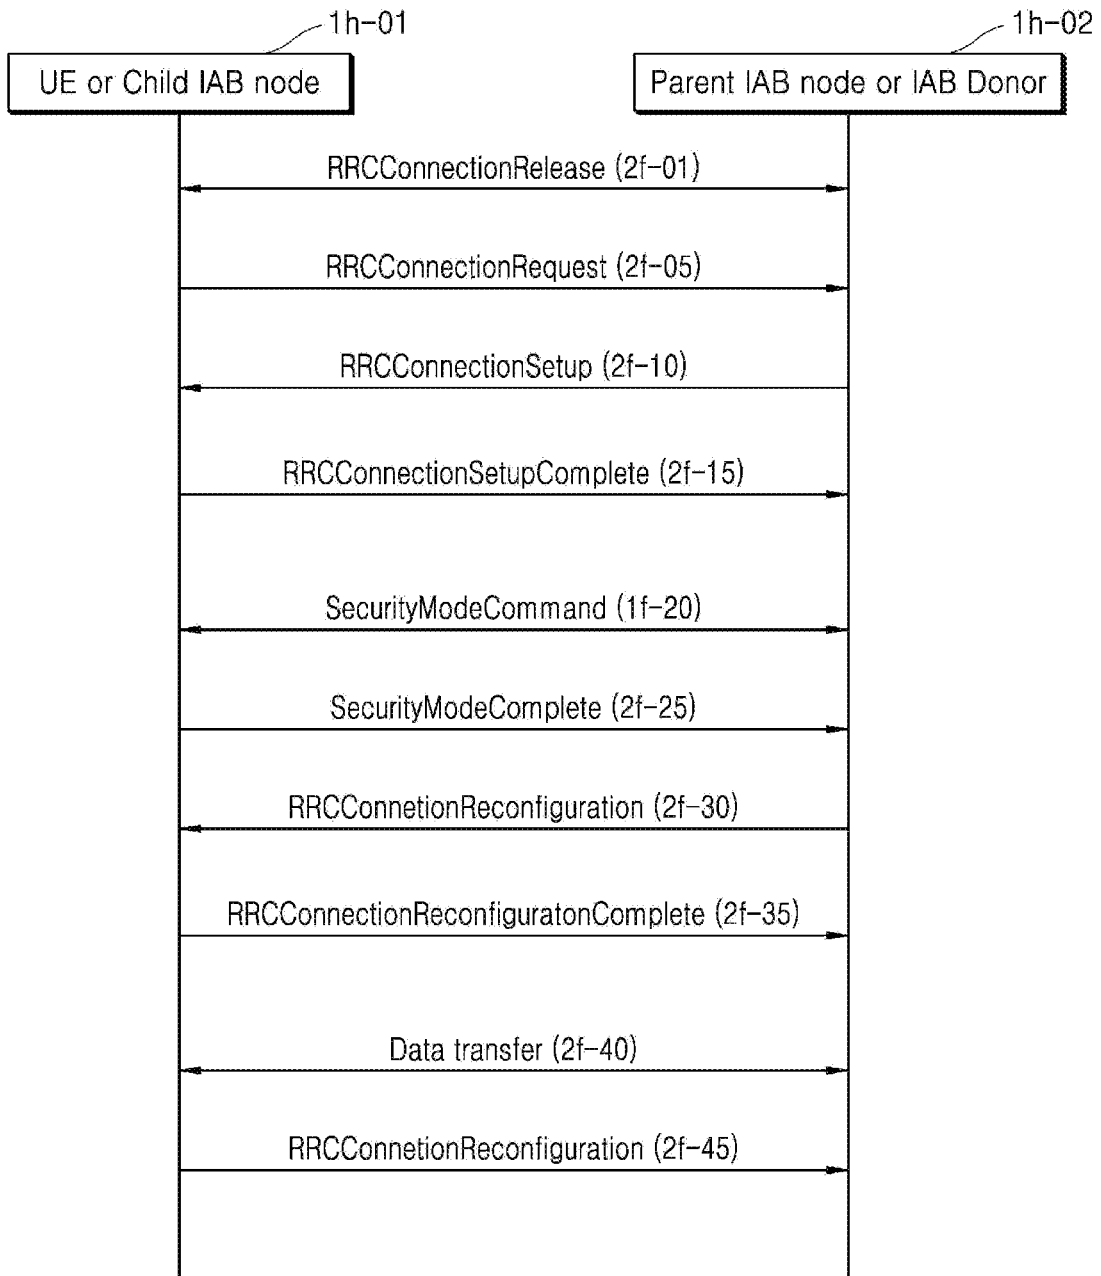 1h-01
1h-02
UE or Child IAB node
Parent IAB node or IAB Donor
RRCConnectionRelease (2f-01)
RRCConnectionRequest (2f-05)
RRCConnectionSetup (2f-10)
RRCConnectionSetupComplete (2f-15)
SecurityModeCommand (1f-20)
SecurityModeComplete (2f-25)
RRCConnetionReconfiguration (2f-30)
RRCConnectionReconfiguratonComplete (2f-35)
Data transfer (2f-40)
RRCConnetionReconfiguration (2f-45)